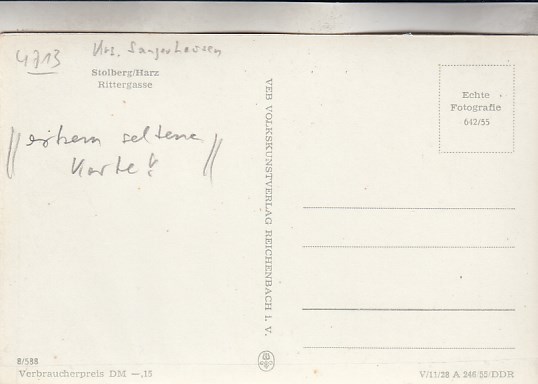 4713 Krs. Sangerhausen
Stolberg/Harz
Rittergasse
extrem seltene
Karte!
VEB VOLKSKUNSTVERLAG REICHENBACH I. V.
Echte
Fotografie
642/55
8/588
Verbraucherpreis DM —,15
V/11/28 A 246/55/DDR